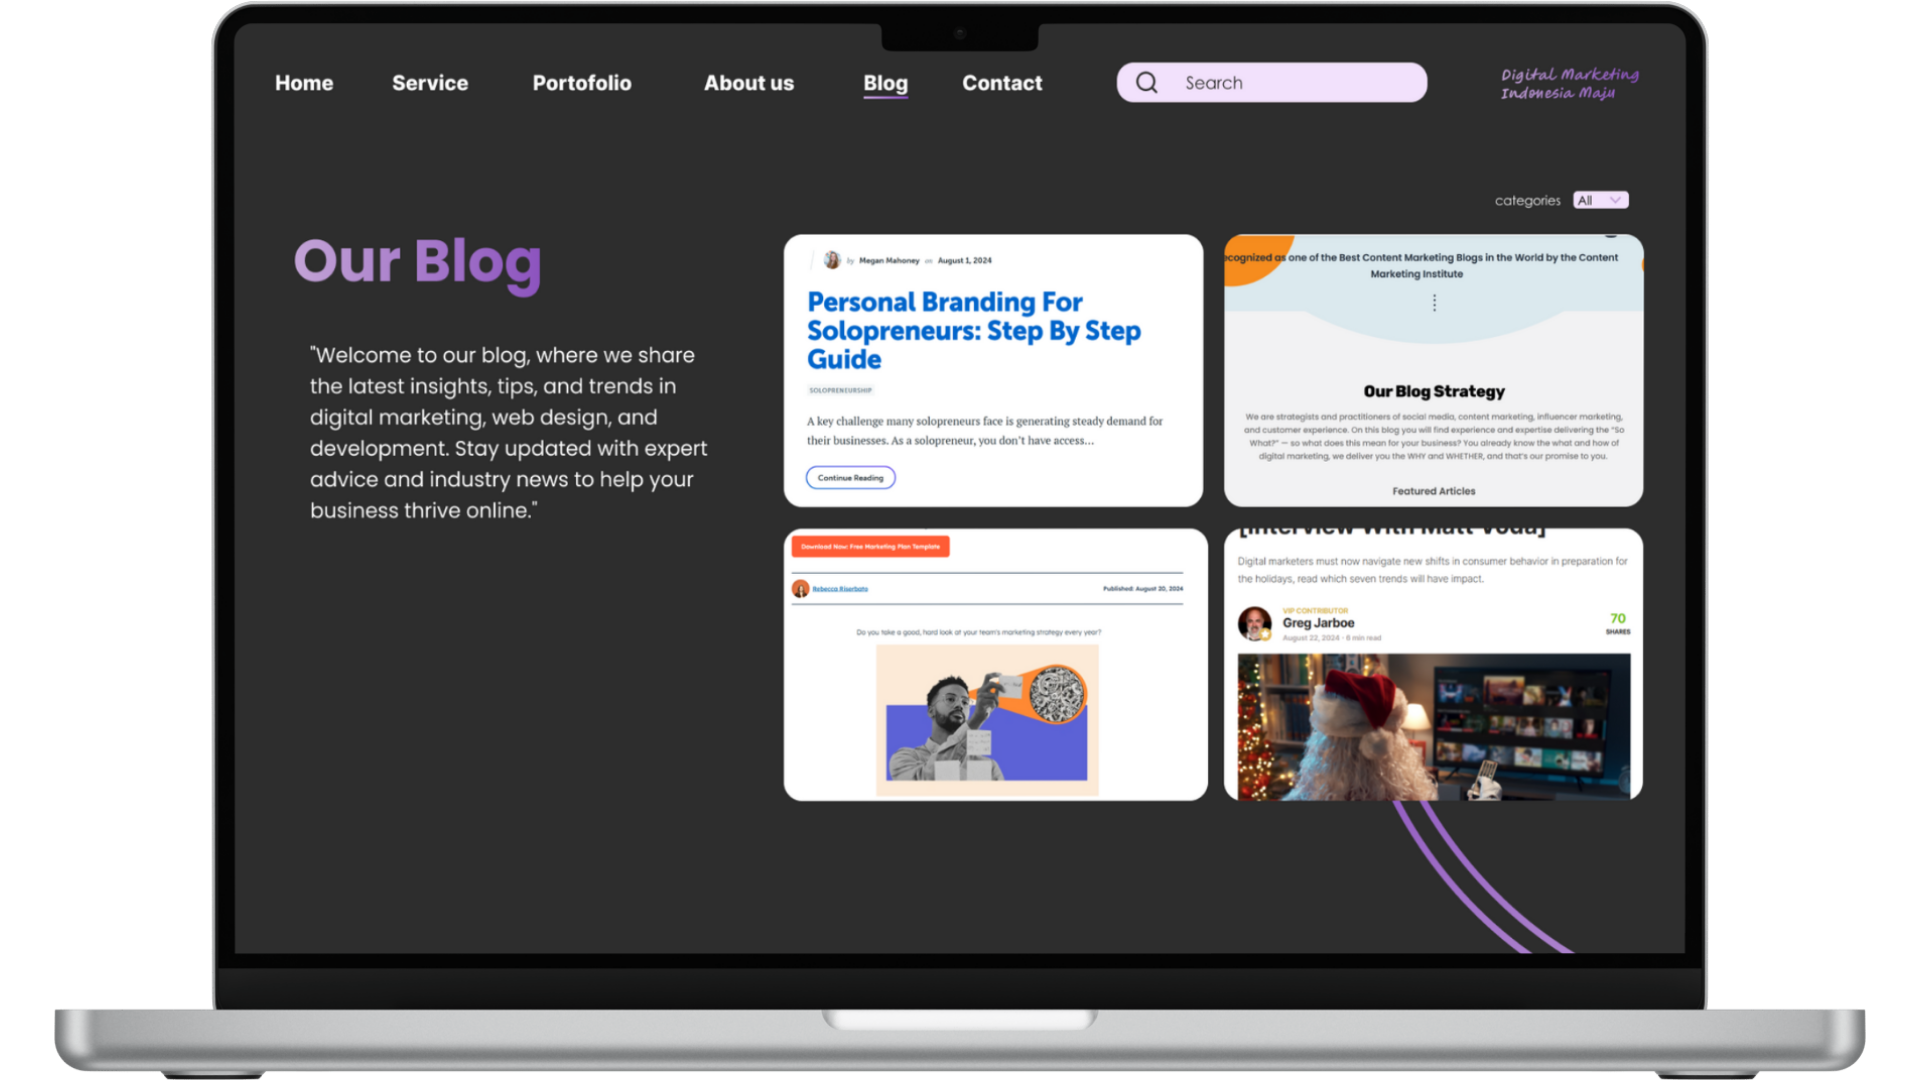 Home Service Portofolio About us Blog Contact Search
Digital Marketing
Indonesia Maju
categories All
Our Blog
"Welcome to our blog, where we share
the latest insights, tips, and trends in
digital marketing, web design, and
development. Stay updated with expert
advice and industry news to help your
business thrive online."
by Megan Mahoney on August 1, 2024
Personal Branding For
Solopreneurs: Step By Step
Guide
SOLOPRENEURSHIP
A key challenge many solopreneurs face is generating steady demand for
their businesses. As a solopreneur, you don't have access...
Continue Reading
ecognized as one of the Best Content Marketing Blogs in the World by the Content
Marketing Institute
Our Blog Strategy
We are strategists and practitioners of social media, content marketing, influencer marketing,
and customer experience. On this blog you will find experience and expertise delivering the "So
What?" — so what does this mean for your business? You already know the what and how of
digital marketing, we deliver you the WHY and WHETHER, and that's our promise to you.
Featured Articles
Download Now: Free Marketing Plan Template
Rebecca Riserbato Published: August 20, 2024
Do you take a good, hard look at your team's marketing strategy every year?
[Interview With Matt Voda]
Digital marketers must now navigate new shifts in consumer behavior in preparation for
the holidays, read which seven trends will have impact.
VIP CONTRIBUTOR
Greg Jarboe
August 22, 2024 · 8 min read
70
SHARES